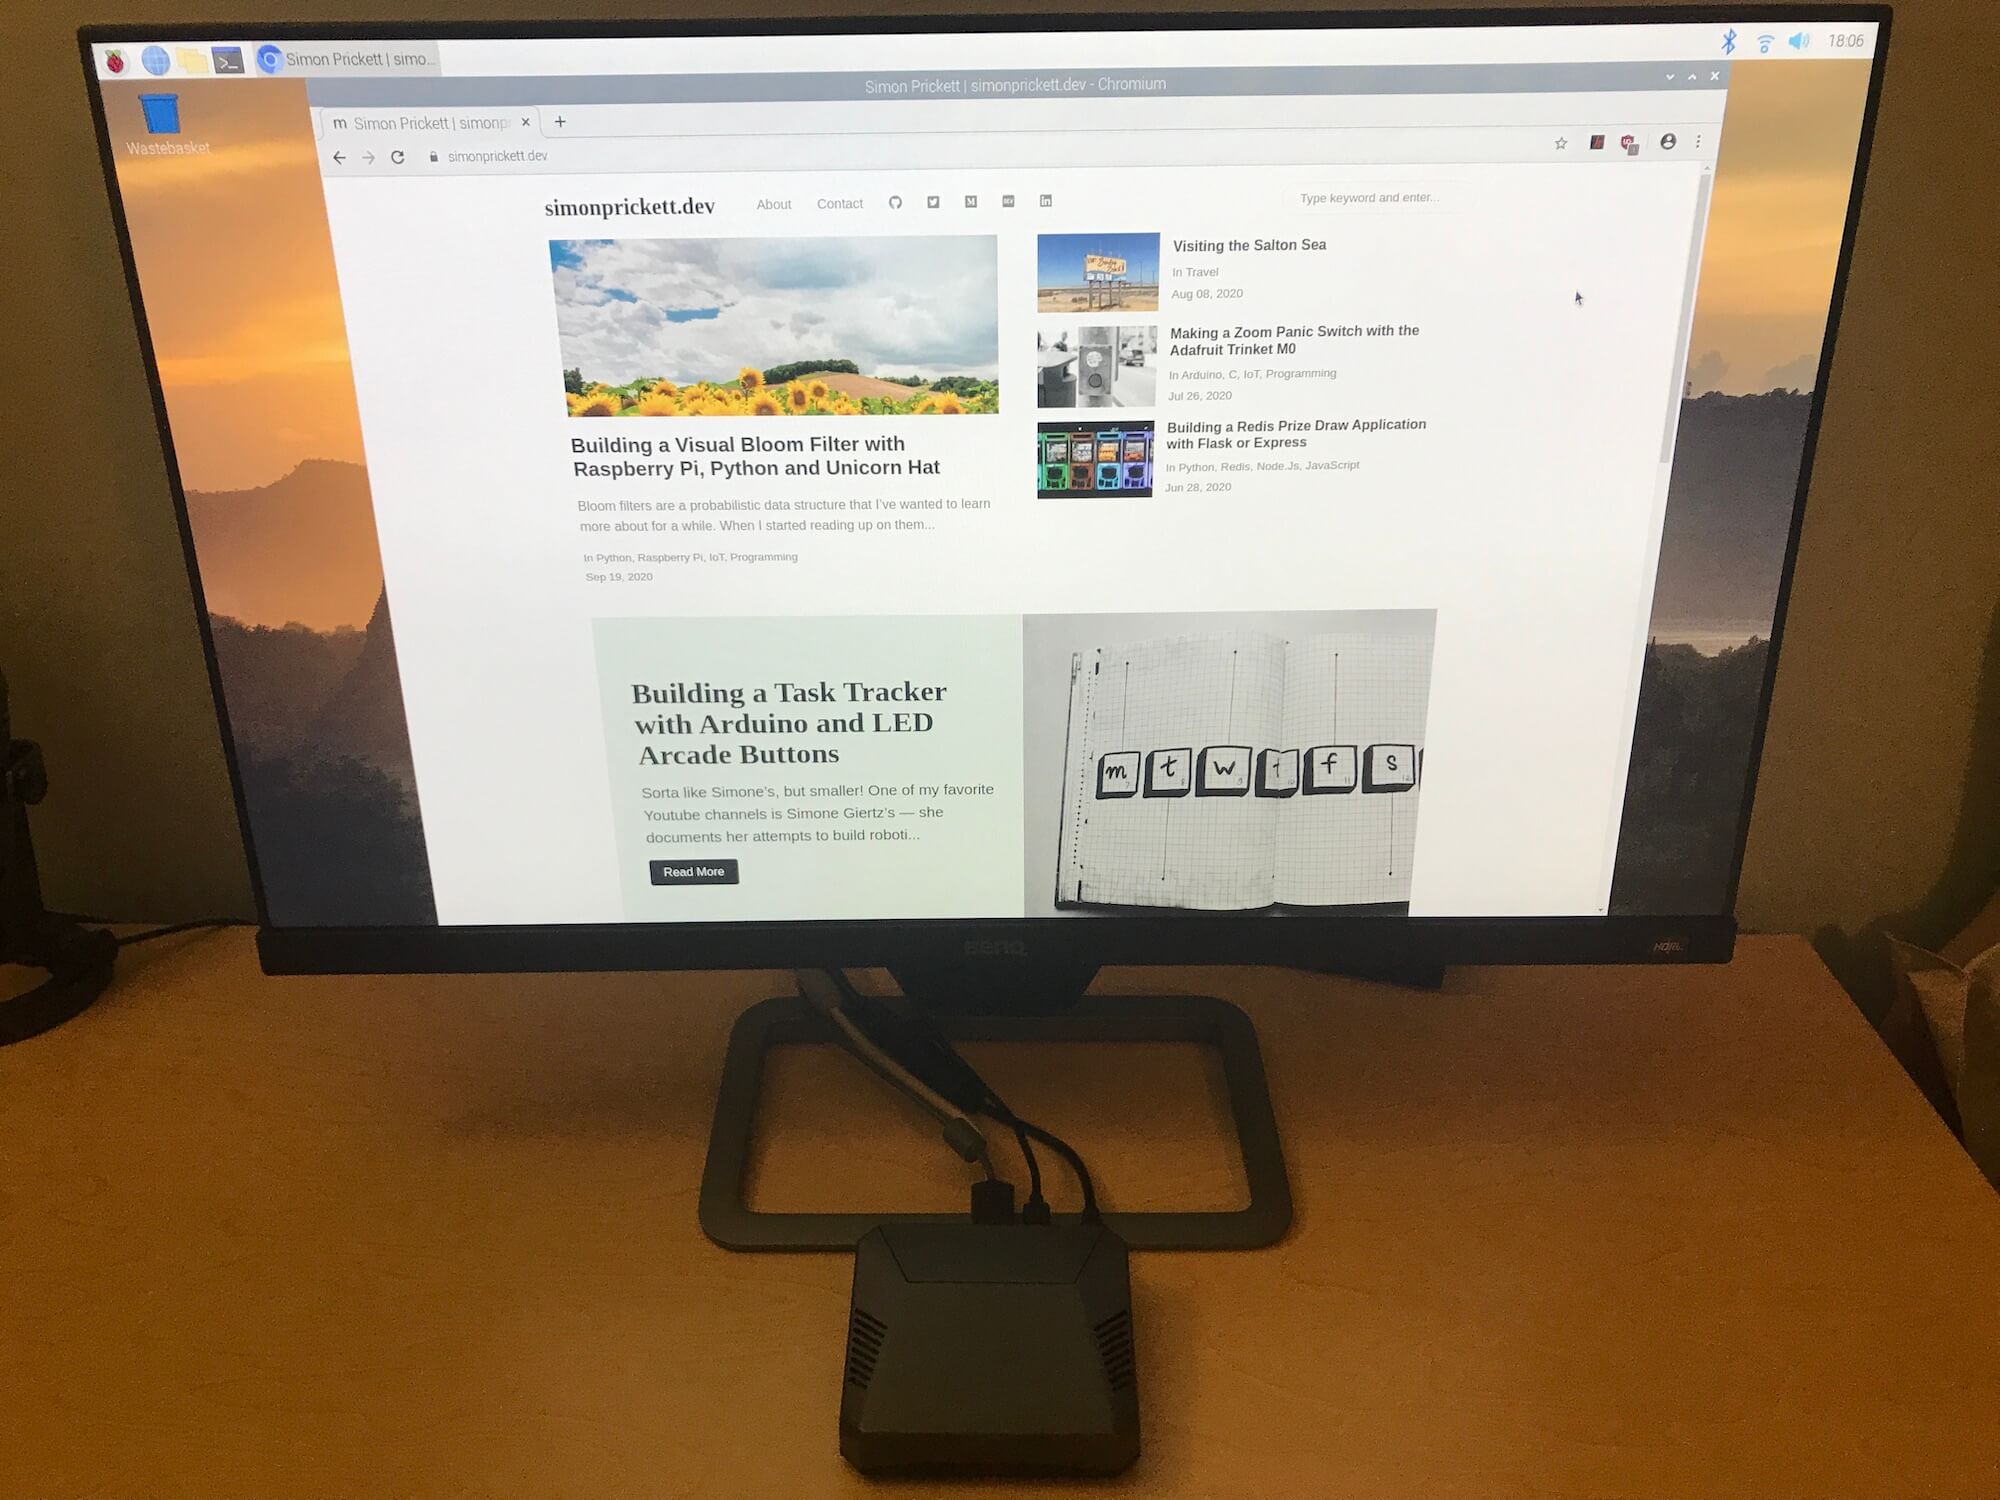 Simon Prickett | simo...
18:06
Wastebasket
Simon Prickett | simonprickett.dev - Chromium
m Simon Prickett | simonpr
simonprickett.dev
simonprickett.dev
About
Contact
Type keyword and enter...
Building a Visual Bloom Filter with
Raspberry Pi, Python and Unicorn Hat
Bloom filters are a probabilistic data structure that I've wanted to learn
more about for a while. When I started reading up on them...
In Python, Raspberry Pi, IoT, Programming
Sep 19, 2020
Visiting the Salton Sea
In Travel
Aug 08, 2020
Making a Zoom Panic Switch with the
Adafruit Trinket M0
In Arduino, C, IoT, Programming
Jul 26, 2020
Building a Redis Prize Draw Application
with Flask or Express
In Python, Redis, Node.Js, JavaScript
Jun 28, 2020
Building a Task Tracker
with Arduino and LED
Arcade Buttons
Sorta like Simone's, but smaller! One of my favorite
Youtube channels is Simone Giertz's — she
documents her attempts to build roboti...
Read More
m t w t f s
BenQ